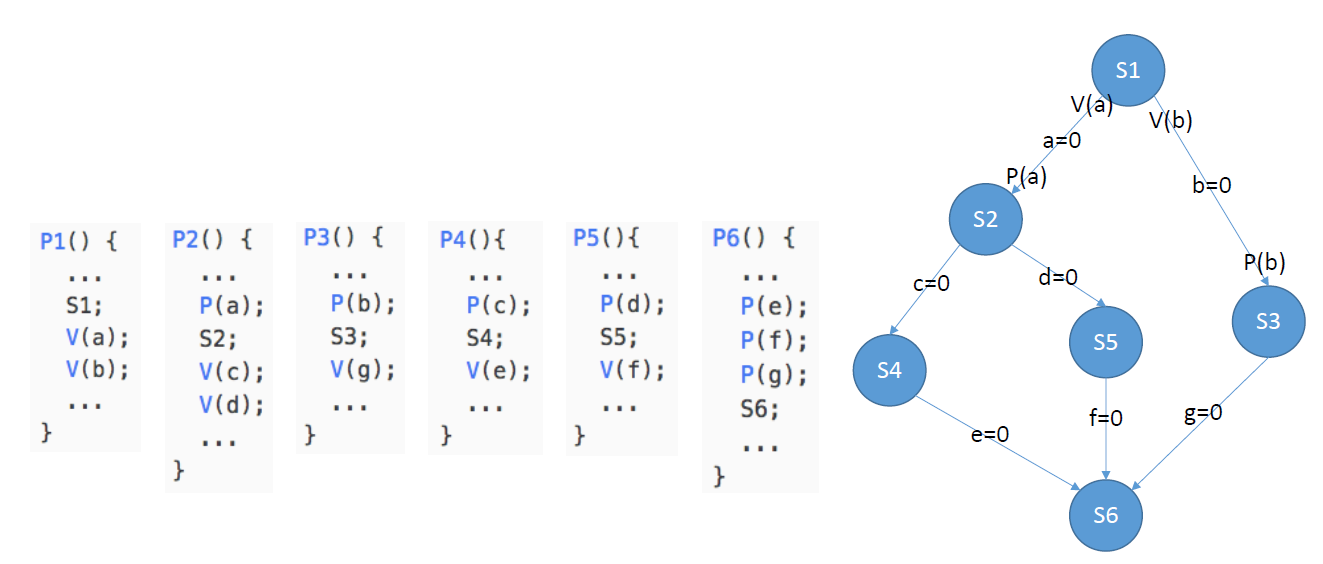 P1() {
...
S1;
V(a);
V(b);
...
}
P2() {
...
P(a);
S2;
V(c);
V(d);
...
}
P3() {
...
P(b);
S3;
V(g);
...
}
P4(){
...
P(c);
S4;
V(e);
...
}
P5(){
...
P(d);
S5;
V(f);
...
}
P6() {
...
P(e);
P(f);
P(g);
S6;
...
}
S1
V(a)
V(b)
a=0
P(a)
b=0
S2
P(b)
c=0
d=0
S3
S5
S4
f=0
g=0
e=0
S6